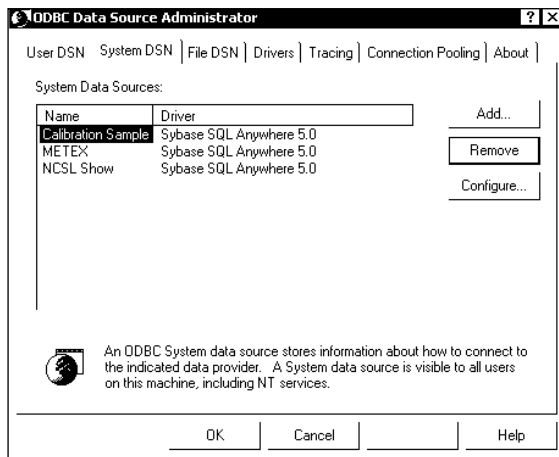 ODBC Data Source Administrator
User DSN System DSN File DSN Drivers Tracing Connection Pooling About
System Data Sources:
Name Driver
Calibration Sample Sybase SQL Anywhere 5.0
METEX Sybase SQL Anywhere 5.0
NCSL Show Sybase SQL Anywhere 5.0
Add...
Remove
Configure...
An ODBC System data source stores information about how to connect to
the indicated data provider. A System data source is visible to all users
on this machine, including NT services.
OK Cancel Help